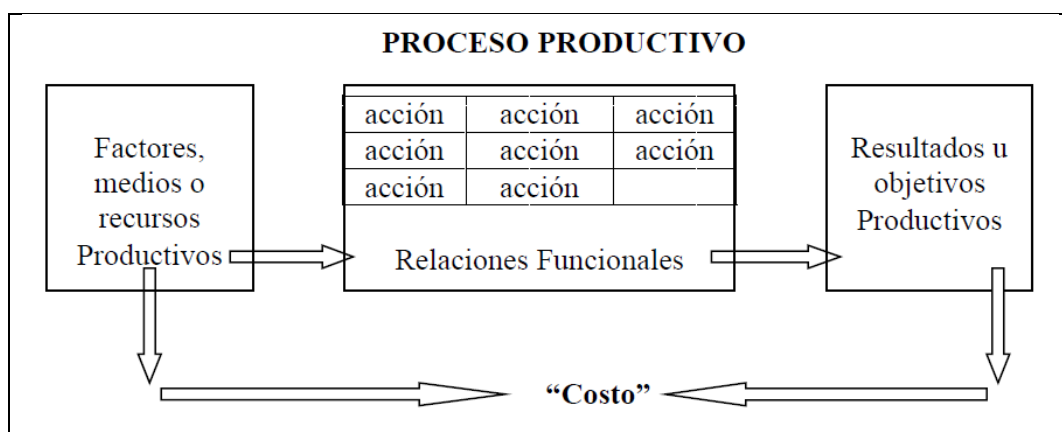 PROCESO PRODUCTIVO
Factores,
medios o
recursos
Productivos
acción acción acción
acción acción acción
acción acción
Relaciones Funcionales
Resultados u
objetivos
Productivos
“Costo”